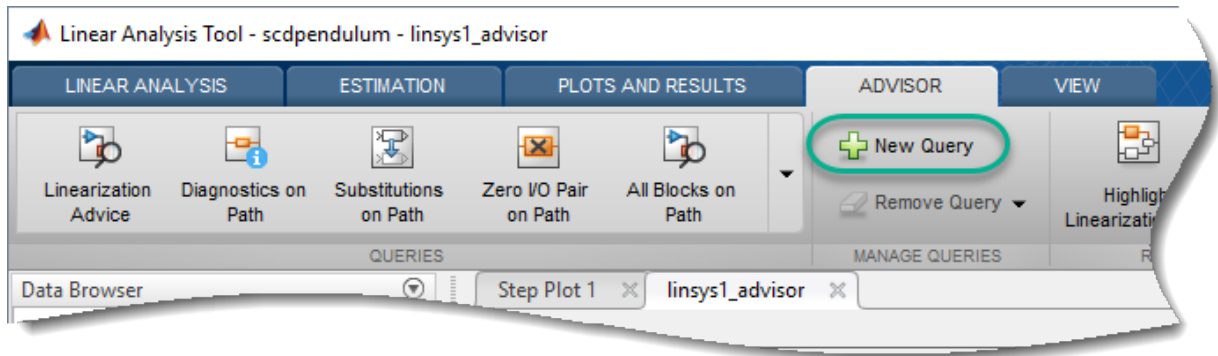 Linear Analysis Tool - scdpendulum - linsys1_advisor
LINEAR ANALYSIS ESTIMATION PLOTS AND RESULTS ADVISOR VIEW
Linearization Advice
Diagnostics on Path
Substitutions on Path
Zero I/O Pair on Path
All Blocks on Path
New Query
Remove Query
QUERIES
MANAGE QUERIES
Data Browser
Step Plot 1
linsys1_advisor